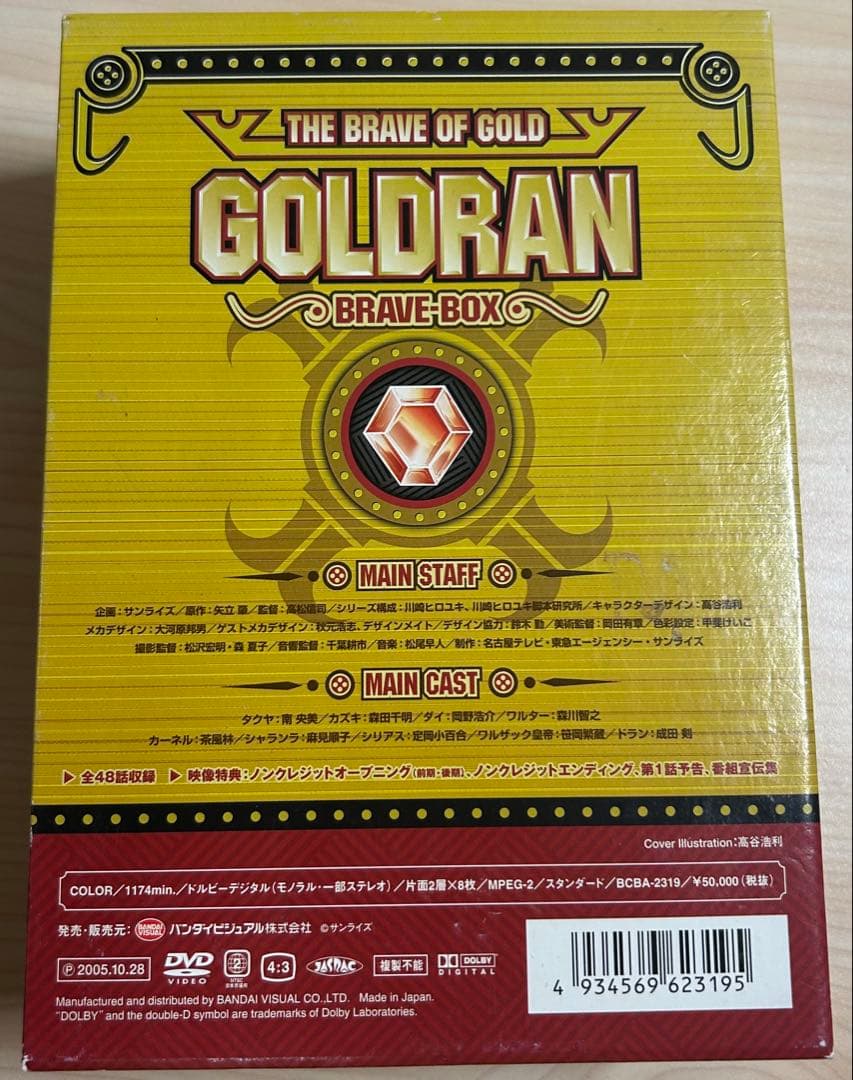 THE BRAVE OF GOLD
GOLDRAN
BRAVE-BOX
MAIN STAFF
企画：サンライズ／原作：矢立 肇／監督：高松信司／シリーズ構成：川崎ヒロユキ、川崎ヒロユキ脚本研究所／キャラクターデザイン：高谷浩利
メカデザイン：大河原邦男／ゲストメカデザイン：秋元浩志、デザインメイト／デザイン協力：鈴木 勤／美術監督：岡田有章／色彩設定：甲斐けいこ
撮影監督：松沢宏明・森 夏子／音響監督：千葉耕市／音楽：松尾早人／制作：名古屋テレビ・東急エージェンシー・サンライズ
MAIN CAST
タクヤ：南 央美／カズキ：森田千明／ダイ：岡野浩介／ワルター：森川智之
カーネル：茶風林／シャランラ：麻見順子／シリアス：定岡小百合／ワルザック皇帝：笹岡繁蔵／ドラン：成田 剣
▶ 全48話収録 ▶ 映像特典：ノンクレジットオープニング(前期・後期)、ノンクレジットエンディング、第1話予告、番組宣伝集
Cover Illustration：高谷浩利
COLOR／1174min.／ドルビーデジタル（モノラル・一部ステレオ）／片面2層×8枚／MPEG-2／スタンダード／BCBA-2319／¥50,000（税抜）
発売・販売元： BANDAI VISUAL バンダイビジュアル株式会社 ©サンライズ
Ⓟ2005.10.28 DVD VIDEO 2 NTSC 日本市場向 4:3 JASRAC 複製不能 DOLBY DIGITAL
Manufactured and distributed by BANDAI VISUAL CO.,LTD. Made in Japan.
"DOLBY" and the double-D symbol are trademarks of Dolby Laboratories.
4 934569 623195